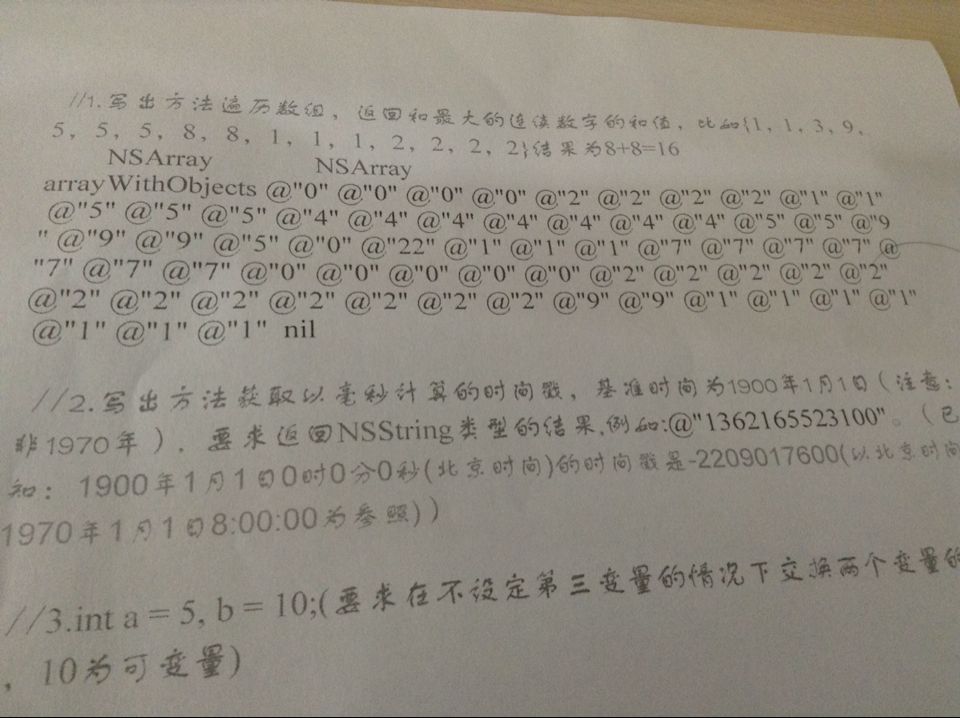 //1.写出方法遍历数组，返回和最大的连续数字的和值，比如{1，1，3，9，
5，5，5，8，8，1，1，1，2，2，2，2}结果为8+8=16
NSArray NSArray
arrayWithObjects @"0" @"0" @"0" @"0" @"2" @"2" @"2" @"2" @"1" @"1"
@"5" @"5" @"5" @"4" @"4" @"4" @"4" @"4" @"4" @"4" @"5" @"5" @"9
" @"9" @"9" @"5" @"0" @"22" @"1" @"1" @"1" @"7" @"7" @"7" @"7" @
"7" @"7" @"7" @"0" @"0" @"0" @"0" @"0" @"2" @"2" @"2" @"2" @"2"
@"2" @"2" @"2" @"2" @"2" @"2" @"2" @"9" @"9" @"1" @"1" @"1" @"1"
@"1" @"1" @"1" nil
//2.写出方法获取以毫秒计算的时间戳，基准时间为1900年1月1日（注意：
非1970年）．要求返回NSString类型的结果,例如:@"1362165523100"。（已
知：1900年1月1日0时0分0秒(北京时间)的时间戳是-2209017600(以北京时间
1970年1月1日8:00:00为参照)）
//3.int a = 5, b = 10;(要求在不设定第三变量的情况下交换两个变量的
，10为可变量)